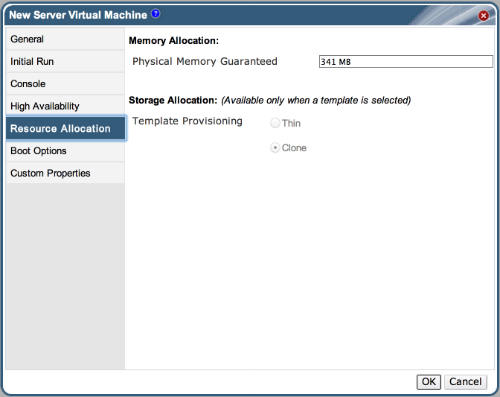 New Server Virtual Machine ?
General
Initial Run
Console
High Availability
Resource Allocation
Boot Options
Custom Properties
Memory Allocation:
Physical Memory Guaranteed 341 MB
Storage Allocation: (Available only when a template is selected)
Template Provisioning Thin
Clone
OK Cancel